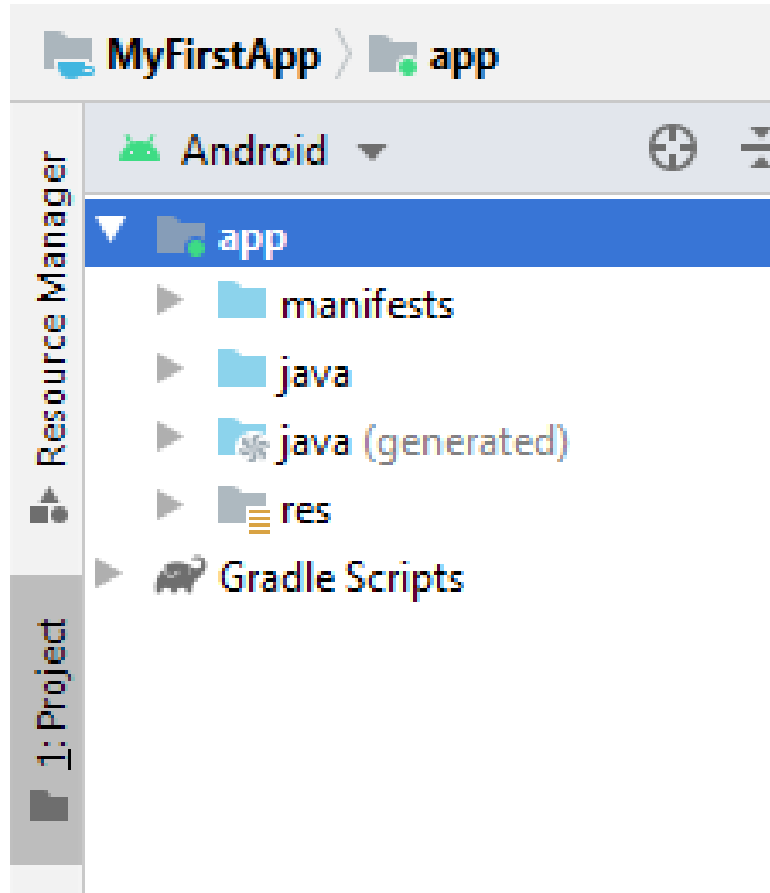 MyFirstApp app
Android
app
manifests
java
java (generated)
res
Gradle Scripts
Resource Manager
1: Project